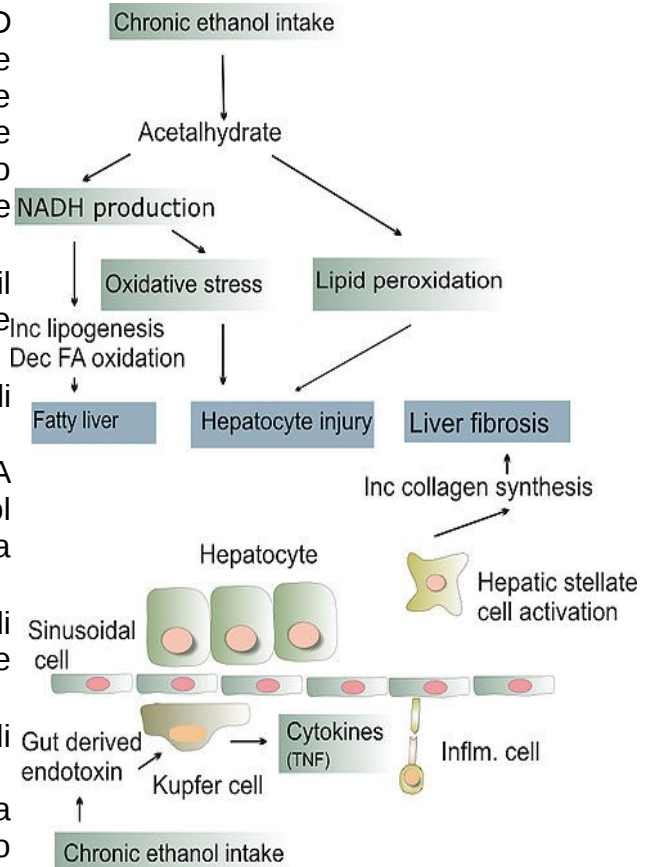 Chronic ethanol intake
Acetalhydrate
NADH production
Oxidative stress
Lipid peroxidation
Inc lipogenesis
Dec FA oxidation
Fatty liver
Hepatocyte injury
Liver fibrosis
Inc collagen synthesis
Hepatocyte
Hepatic stellate
cell activation
Sinusoidal
cell
Gut derived
endotoxin
Kupfer cell
Cytokines
(TNF)
Inflm. cell
Chronic ethanol intake